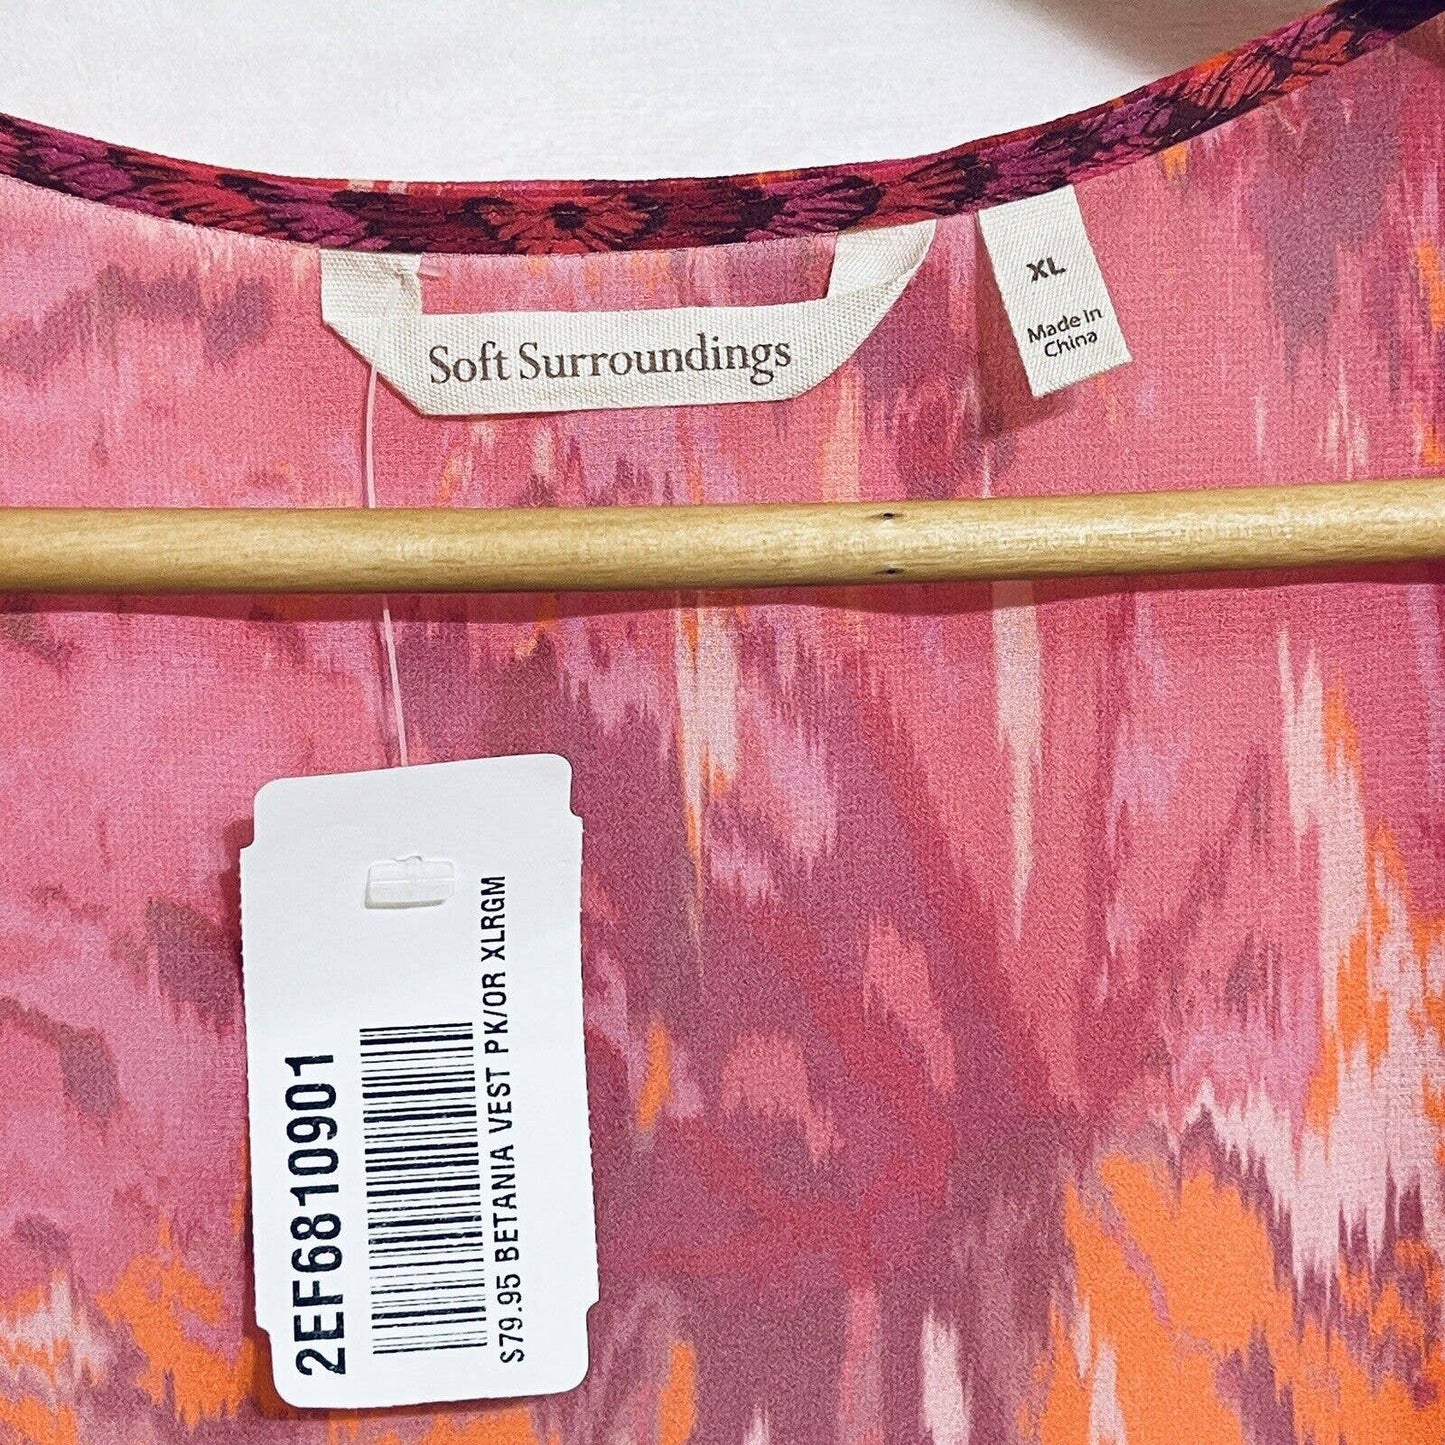 Soft Surroundings
XL
Made in
China
2EF6810901
$79.95 BETANIA VEST PK/OR XLRGM